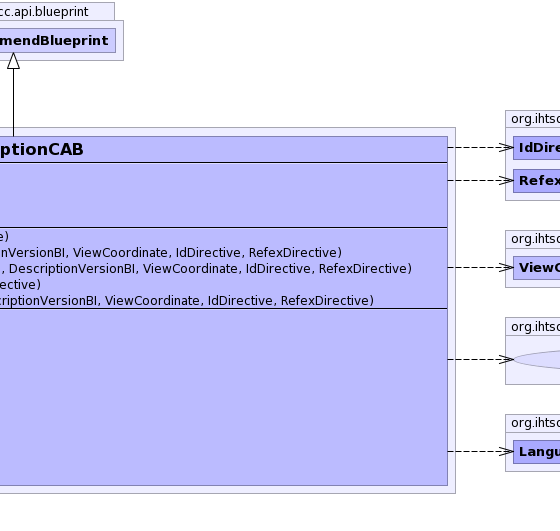 cc.api.blueprint
mendBlueprint
ptionCAB
e)
nVersionBI, ViewCoordinate, IdDirective, RefexDirective)
, DescriptionVersionBI, ViewCoordinate, IdDirective, RefexDirective)
ective)
criptionVersionBI, ViewCoordinate, IdDirective, RefexDirective)
org.ihtsd
IdDire
Refex
org.ihtsd
ViewC
org.ihtsd
org.ihtsd
Langu